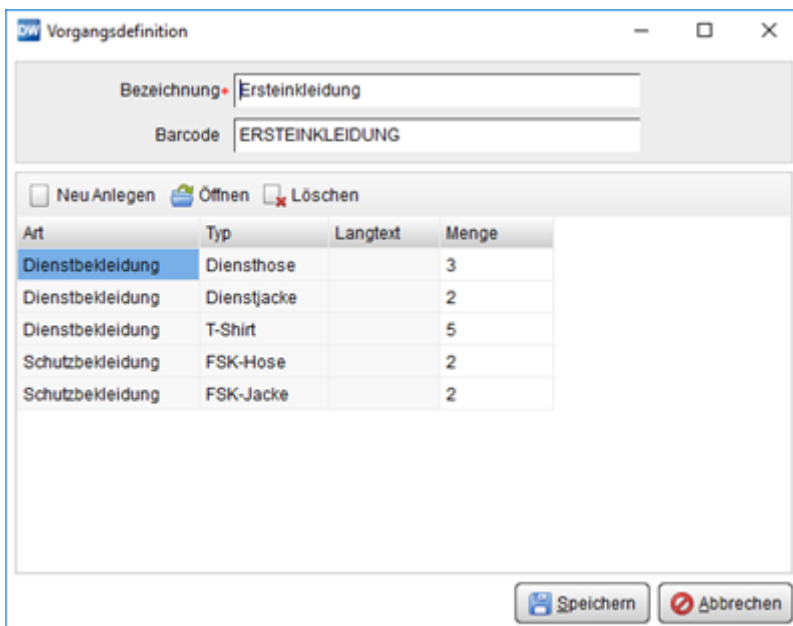 DW Vorgangsdefinition
Bezeichnung* Ersteinkleidung
Barcode ERSTEINKLEIDUNG
Neu Anlegen Öffnen Löschen
Art Typ Langtext Menge
Dienstbekleidung Diensthose 3
Dienstbekleidung Dienstjacke 2
Dienstbekleidung T-Shirt 5
Schutzbekleidung FSK-Hose 2
Schutzbekleidung FSK-Jacke 2
Speichern Abbrechen